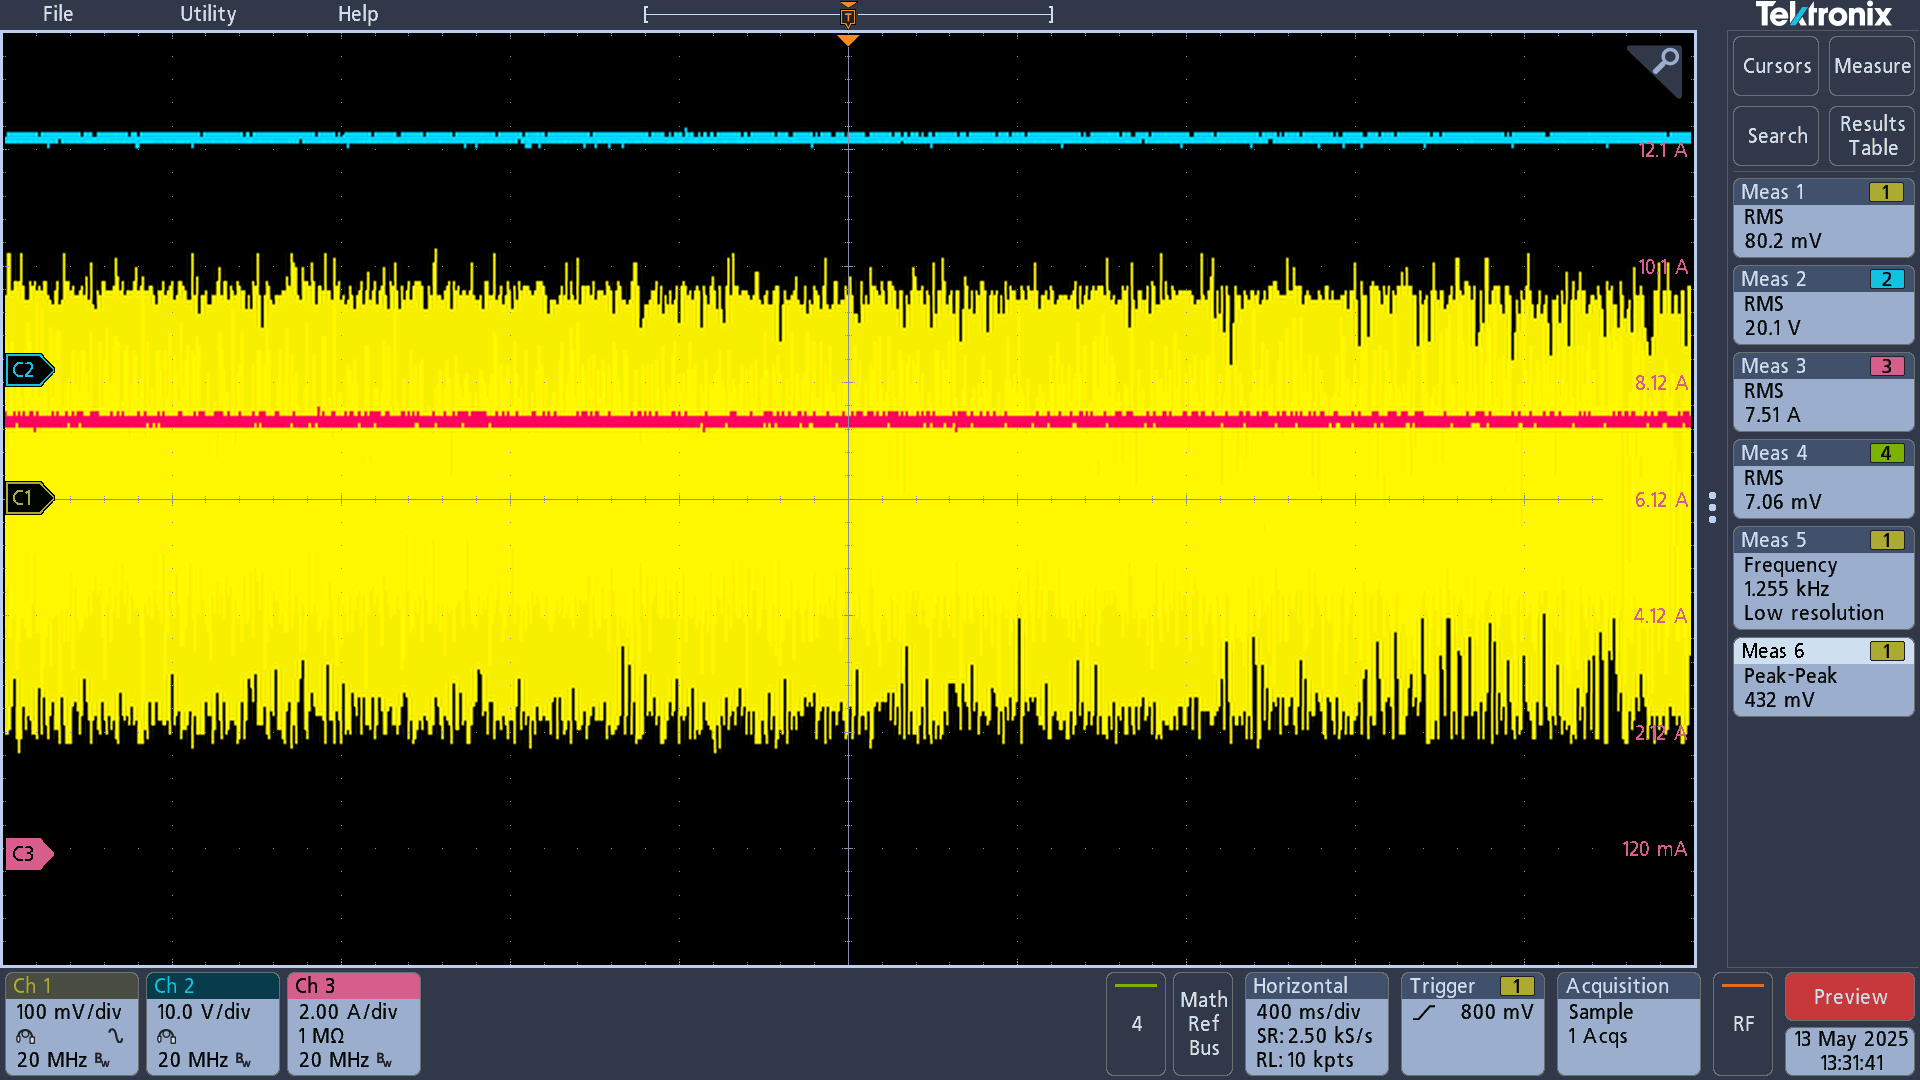 File Utility Help
T
Tektronix
Cursors Measure
Search Results Table
12.1 A
10.1 A
8.12 A
6.12 A
4.12 A
2.12 A
120 mA
C2
C1
C3
Meas 1 1
RMS
80.2 mV
Meas 2 2
RMS
20.1 V
Meas 3 3
RMS
7.51 A
Meas 4 4
RMS
7.06 mV
Meas 5 1
Frequency
1.255 kHz
Low resolution
Meas 6 1
Peak-Peak
432 mV
Ch 1
100 mV/div
20 MHz Bw
Ch 2
10.0 V/div
20 MHz Bw
Ch 3
2.00 A/div
1 MΩ
20 MHz Bw
4
Math
Ref
Bus
Horizontal
400 ms/div
SR: 2.50 kS/s
RL: 10 kpts
Trigger 1
800 mV
Acquisition
Sample
1 Acqs
RF
Preview
13 May 2025
13:31:41